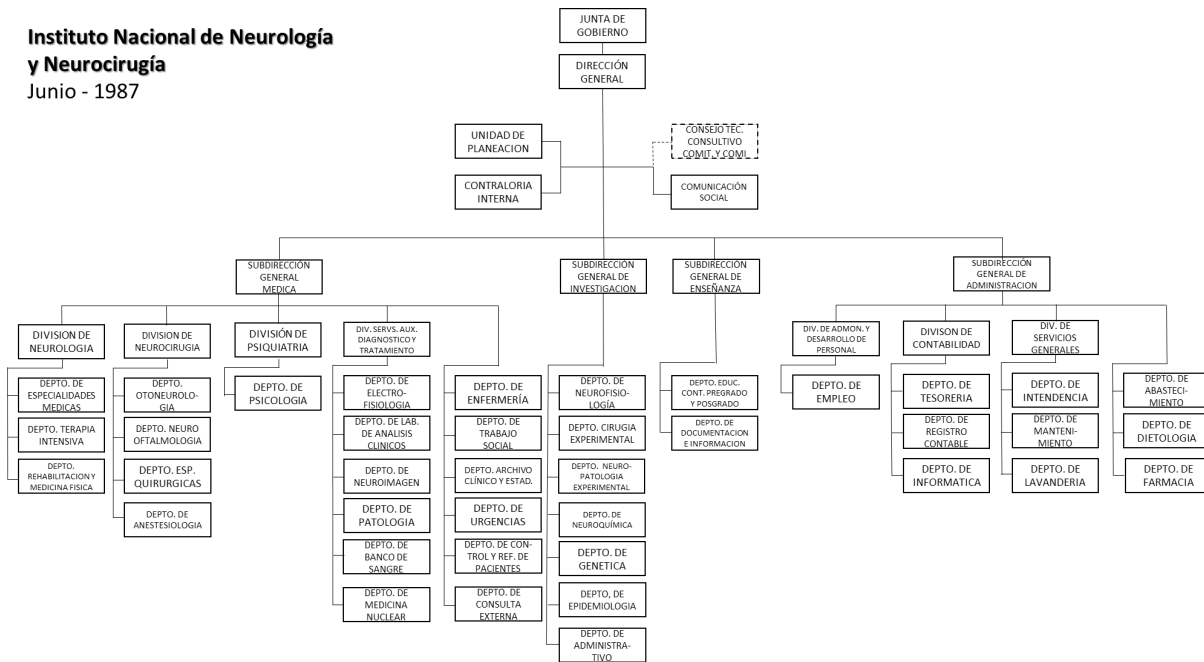 Instituto Nacional de Neurología
y Neurocirugía
Junio - 1987
JUNTA DE
GOBIERNO
DIRECCIÓN
GENERAL
UNIDAD DE
PLANEACION
CONSEJO TEC.
CONSULTIVO
COMIT. Y COMI.
CONTRALORIA
INTERNA
COMUNICACIÓN
SOCIAL
SUBDIRECCIÓN
GENERAL
MEDICA
SUBDIRECCIÓN
GENERAL DE
INVESTIGACION
SUBDIRECCIÓN
GENERAL DE
ENSEÑANZA
SUBDIRECCIÓN
GENERAL DE
ADMINISTRACION
DIVISION DE
NEUROLOGIA
DIVISION DE
NEUROCIRUGIA
DIVISIÓN DE
PSIQUIATRIA
DIV. SERVS. AUX.
DIAGNOSTICO Y
TRATAMIENTO
DIV. DE ADMON. Y
DESARROLLO DE
PERSONAL
DIVISON DE
CONTABILIDAD
DIV. DE
SERVICIOS
GENERALES
DEPTO. DE
ESPECIALIDADES
MEDICAS
DEPTO. TERAPIA
INTENSIVA
DEPTO.
REHABILITACION Y
MEDICINA FISICA
DEPTO.
OTONEUROLO-
GIA
DEPTO. NEURO
OFTALMOLOGIA
DEPTO. ESP.
QUIRURGICAS
DEPTO. DE
ANESTESIOLOGIA
DEPTO. DE
PSICOLOGIA
DEPTO. DE
ELECTRO-
FISIOLOGIA
DEPTO. DE LAB.
DE ANALISIS
CLINICOS
DEPTO. DE
NEUROIMAGEN
DEPTO. DE
PATOLOGIA
DEPTO. DE
BANCO DE
SANGRE
DEPTO. DE
MEDICINA
NUCLEAR
DEPTO. DE
ENFERMERÍA
DEPTO. DE
TRABAJO
SOCIAL
DEPTO. ARCHIVO
CLÍNICO Y ESTAD.
DEPTO. DE
URGENCIAS
DEPTO. DE CON-
TROL Y REF. DE
PACIENTES
DEPTO. DE
CONSULTA
EXTERNA
DEPTO. DE
NEUROFISIO-
LOGÍA
DEPTO. CIRUGIA
EXPERIMENTAL
DEPTO. NEURO-
PATOLOGIA
EXPERIMENTAL
DEPTO. DE
NEUROQUÍMICA
DEPTO. DE
GENETICA
DEPTO, DE
EPIDEMIOLOGIA
DEPTO. DE
ADMINISTRA-
TIVO
DEPTO. EDUC.
CONT. PREGRADO
Y POSGRADO
DEPTO. DE
DOCUMENTACION
E INFORMACION
DEPTO. DE
EMPLEO
DEPTO. DE
TESORERIA
DEPTO. DE
REGISTRO
CONTABLE
DEPTO. DE
INFORMATICA
DEPTO. DE
INTENDENCIA
DEPTO. DE
MANTENI-
MIENTO
DEPTO. DE
LAVANDERIA
DEPTO. DE
ABASTECI-
MIENTO
DEPTO. DE
DIETOLOGIA
DEPTO. DE
FARMACIA